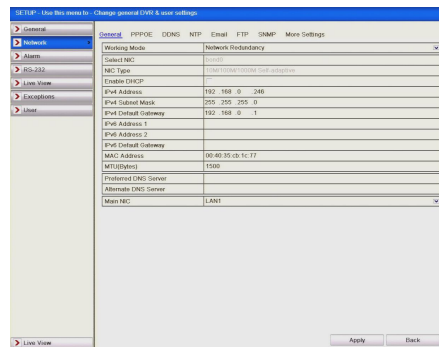 SETUP - Use this menu to - Change general DVR & user settings
General
Network
Alarm
RS-232
Live View
Exceptions
User
General PPPOE DDNS NTP Email FTP SNMP More Settings
Working Mode Network Redundancy
Select NIC bond0
NIC Type 10M/100M/1000M Self-adaptive
Enable DHCP
IPv4 Address 192 .168 .0 .246
IPv4 Subnet Mask 255 .255 .255 .0
IPv4 Default Gateway 192 .168 .0 .1
IPv6 Address 1
IPv6 Address 2
IPv6 Default Gateway
MAC Address 00:40:35:cb:1c:77
MTU(Bytes) 1500
Preferred DNS Server
Alternate DNS Server
Main NIC LAN1
Live View
Apply Back